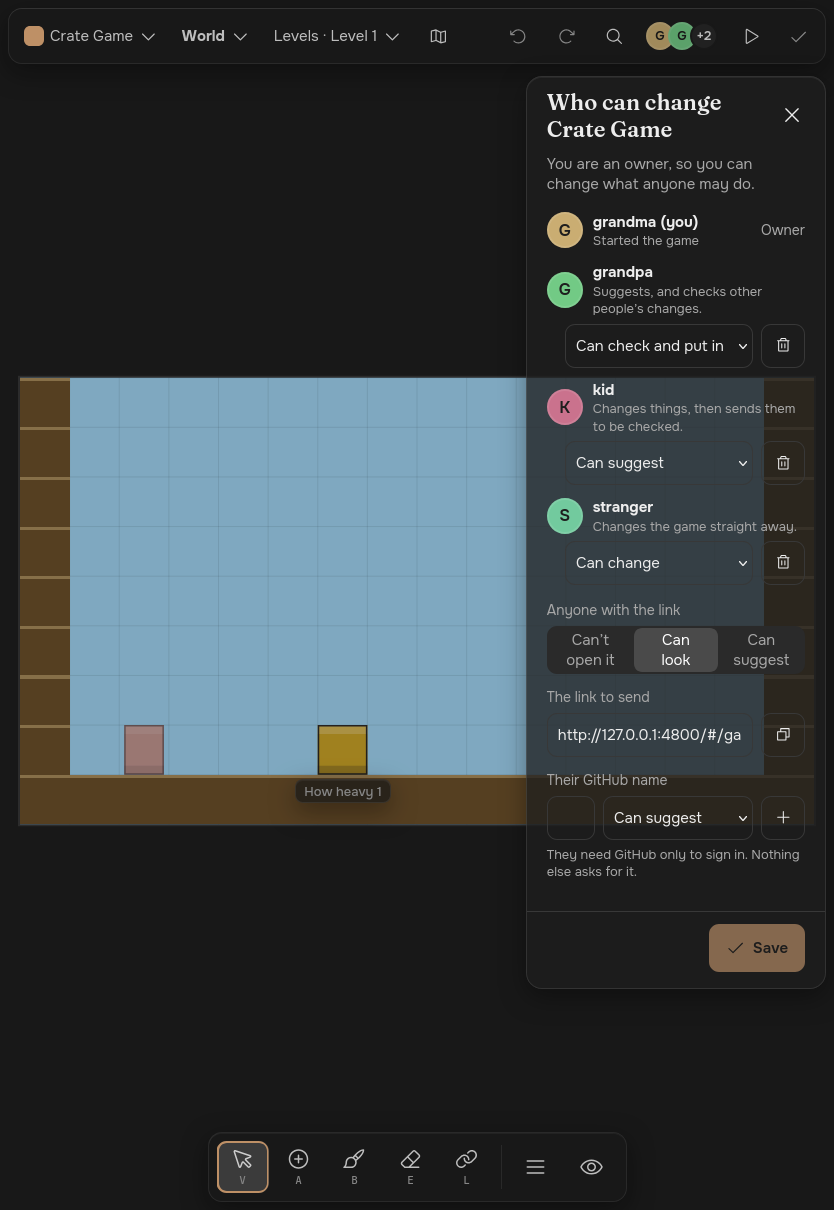 Crate Game
World
Levels · Level 1
G
G
+2
Who can change
Crate Game
You are an owner, so you can
change what anyone may do.
G
grandma (you)
Started the game
Owner
G
grandpa
Suggests, and checks other
people's changes.
Can check and put in
K
kid
Changes things, then sends them
to be checked.
Can suggest
S
stranger
Changes the game straight away.
Can change
Anyone with the link
Can't
open it
Can
look
Can
suggest
The link to send
http://127.0.0.1:4800/#/ga
Their GitHub name
Can suggest
They need GitHub only to sign in. Nothing
else asks for it.
Save
How heavy 1
V
A
B
E
L